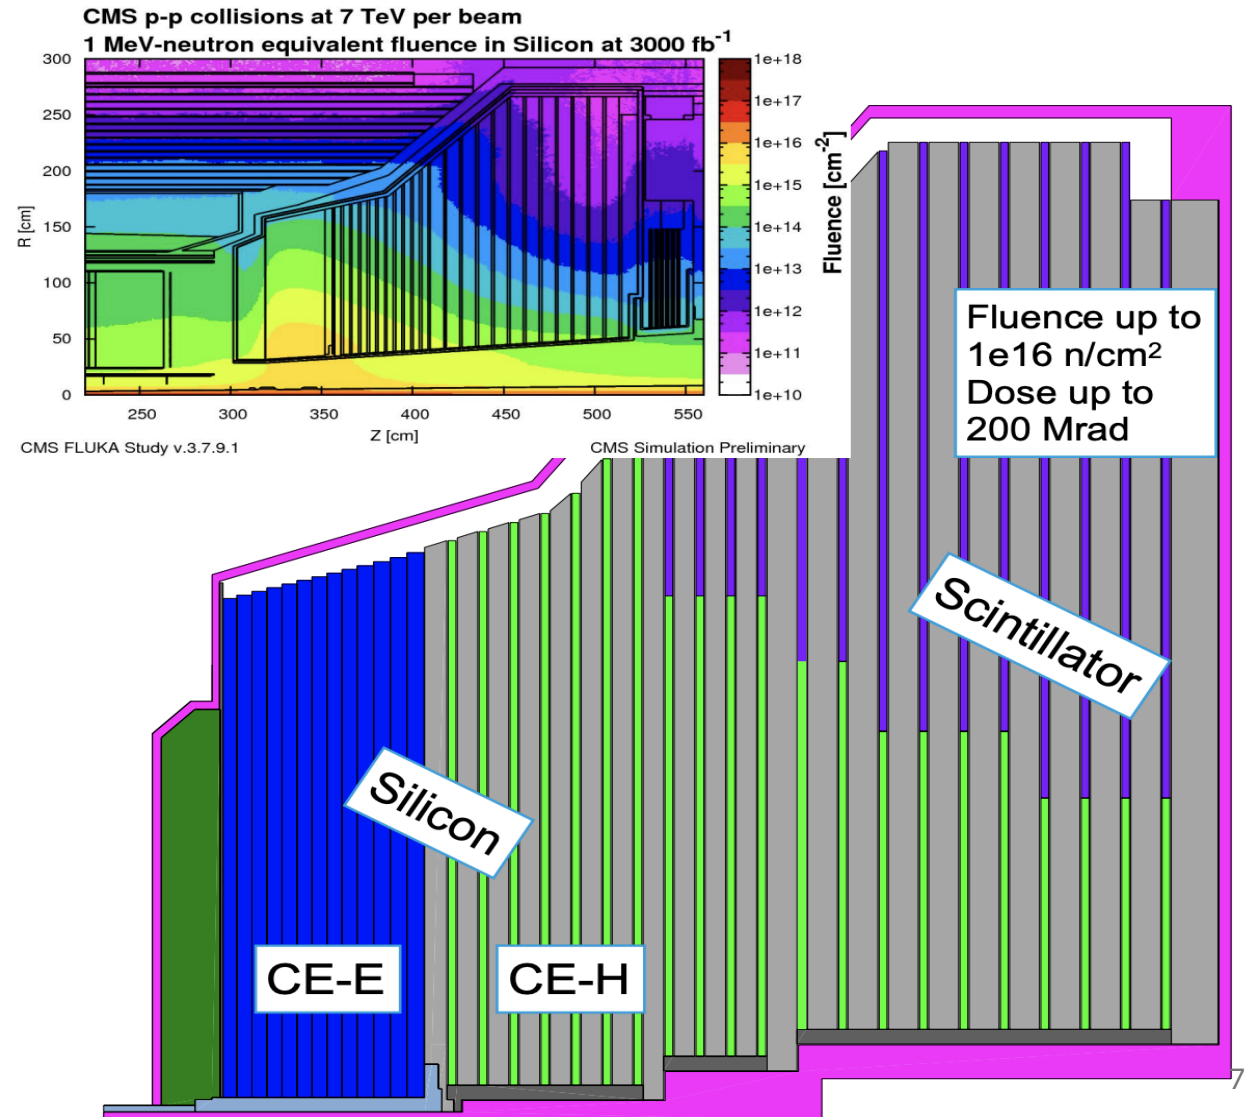 CMS p-p collisions at 7 TeV per beam
1 MeV-neutron equivalent fluence in Silicon at 3000 fb⁻¹
300
250
200
150
100
50
0
R [cm]
250
300
350
400
450
500
550
Z [cm]
1e+18
1e+17
1e+16
1e+15
1e+14
1e+13
1e+12
1e+11
1e+10
Fluence [cm⁻²]
CMS FLUKA Study v.3.7.9.1
CMS Simulation Preliminary
Fluence up to
1e16 n/cm²
Dose up to
200 Mrad
Scintillator
Silicon
CE-E
CE-H
7